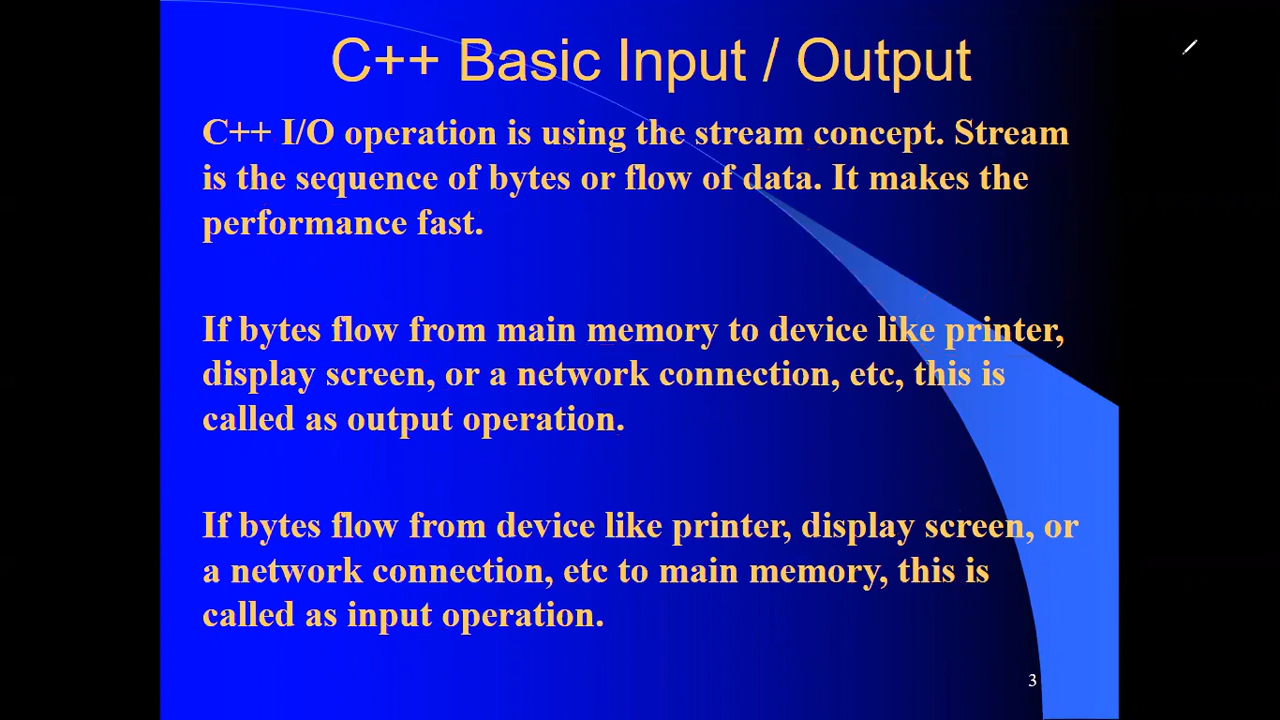 C++ Basic Input / Output
C++ I/O operation is using the stream concept. Stream
is the sequence of bytes or flow of data. It makes the
performance fast.
If bytes flow from main memory to device like printer,
display screen, or a network connection, etc, this is
called as output operation.
If bytes flow from device like printer, display screen, or
a network connection, etc to main memory, this is
called as input operation.
3